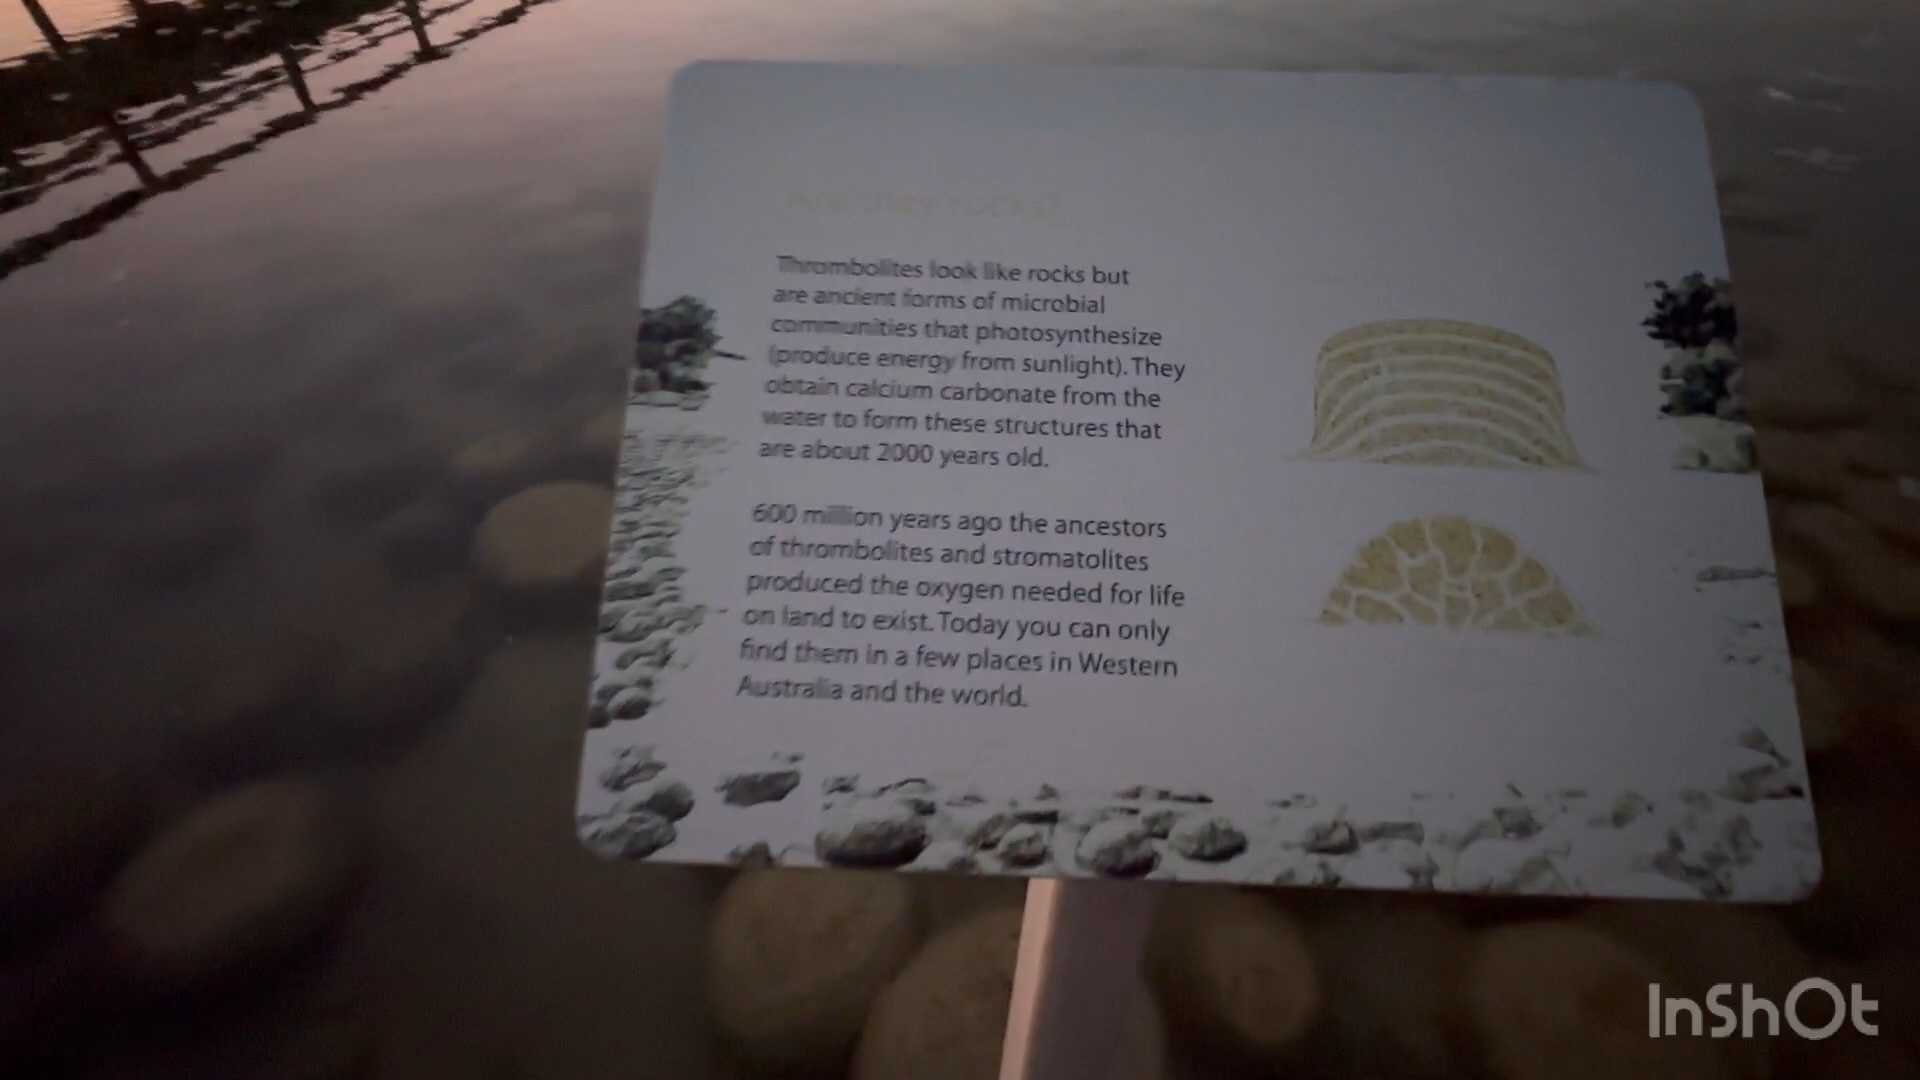 Are they rocks?
Thrombolites look like rocks but
are ancient forms of microbial
communities that photosynthesize
(produce energy from sunlight). They
obtain calcium carbonate from the
water to form these structures that
are about 2000 years old.
600 million years ago the ancestors
of thrombolites and stromatolites
produced the oxygen needed for life
on land to exist. Today you can only
find them in a few places in Western
Australia and the world.
InShOt